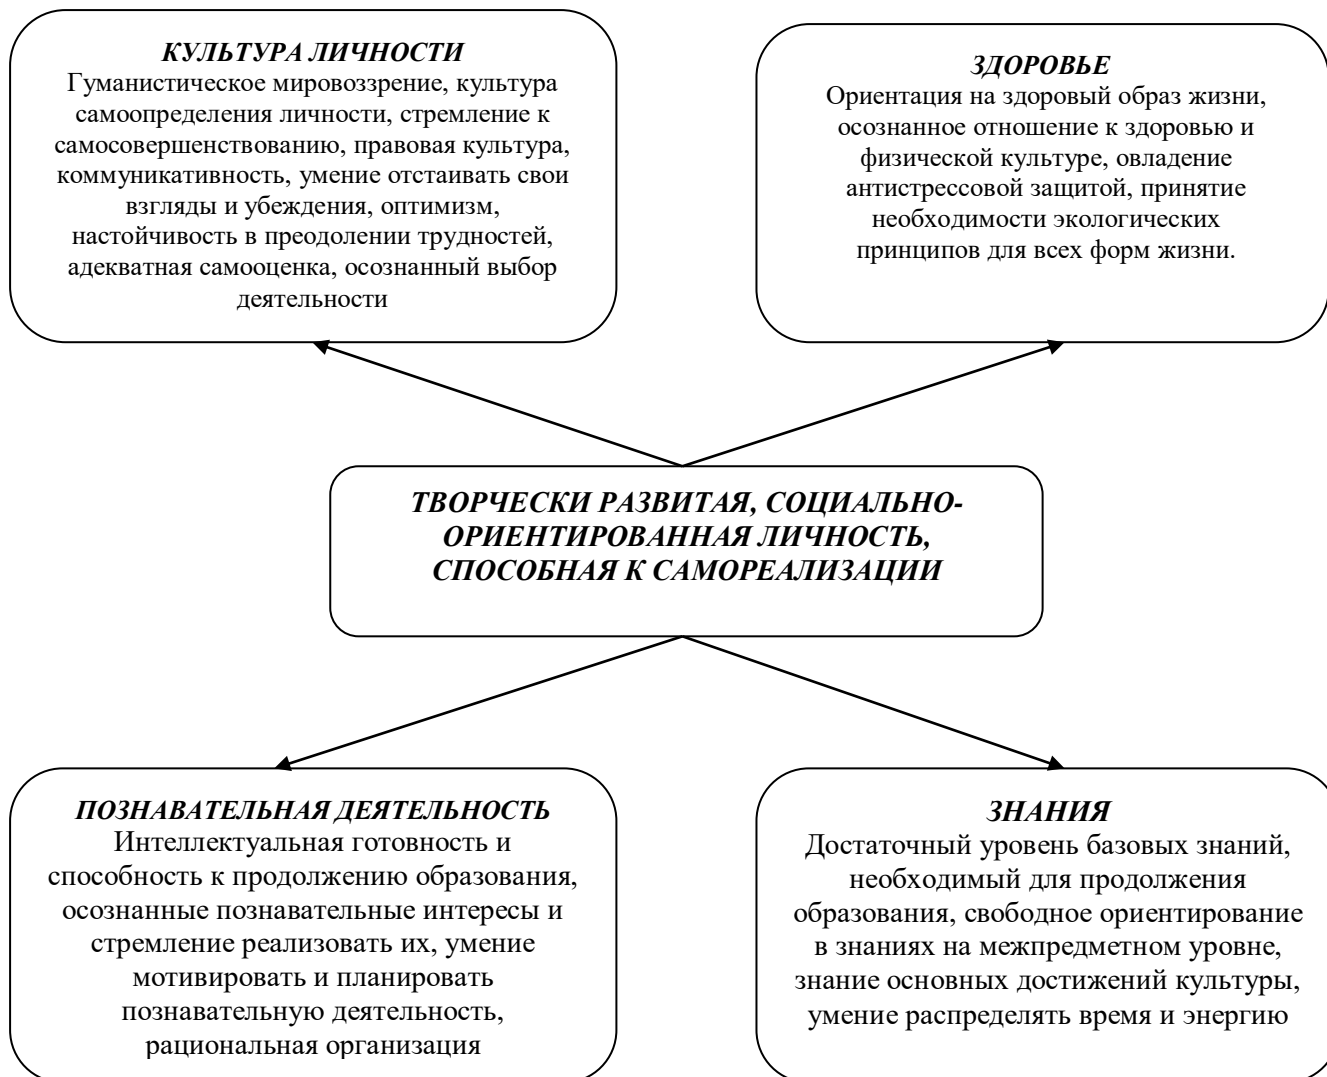 КУЛЬТУРА ЛИЧНОСТИ
Гуманистическое мировоззрение, культура
самоопределения личности, стремление к
самосовершенствованию, правовая культура,
коммуникативность, умение отстаивать свои
взгляды и убеждения, оптимизм,
настойчивость в преодолении трудностей,
адекватная самооценка, осознанный выбор
деятельности
ЗДОРОВЬЕ
Ориентация на здоровый образ жизни,
осознанное отношение к здоровью и
физической культуре, овладение
антистрессовой защитой, принятие
необходимости экологических
принципов для всех форм жизни.
ТВОРЧЕСКИ РАЗВИТАЯ, СОЦИАЛЬНО-
ОРИЕНТИРОВАННАЯ ЛИЧНОСТЬ,
СПОСОБНАЯ К САМОРЕАЛИЗАЦИИ
ПОЗНАВАТЕЛЬНАЯ ДЕЯТЕЛЬНОСТЬ
Интеллектуальная готовность и
способность к продолжению образования,
осознанные познавательные интересы и
стремление реализовать их, умение
мотивировать и планировать
познавательную деятельность,
рациональная организация
ЗНАНИЯ
Достаточный уровень базовых знаний,
необходимый для продолжения
образования, свободное ориентирование
в знаниях на межпредметном уровне,
знание основных достижений культуры,
умение распределять время и энергию